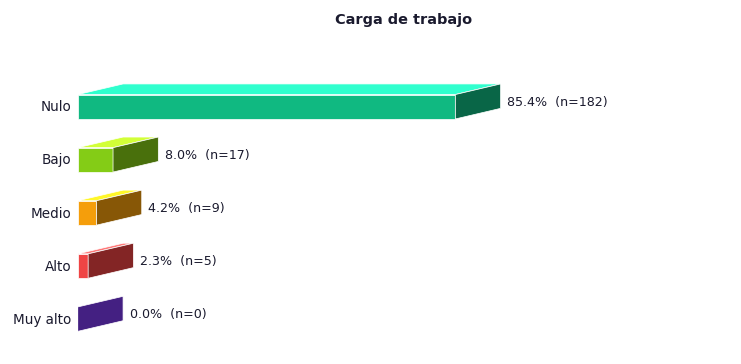 Carga de trabajo
Nulo 85.4% (n=182)
Bajo 8.0% (n=17)
Medio 4.2% (n=9)
Alto 2.3% (n=5)
Muy alto 0.0% (n=0)